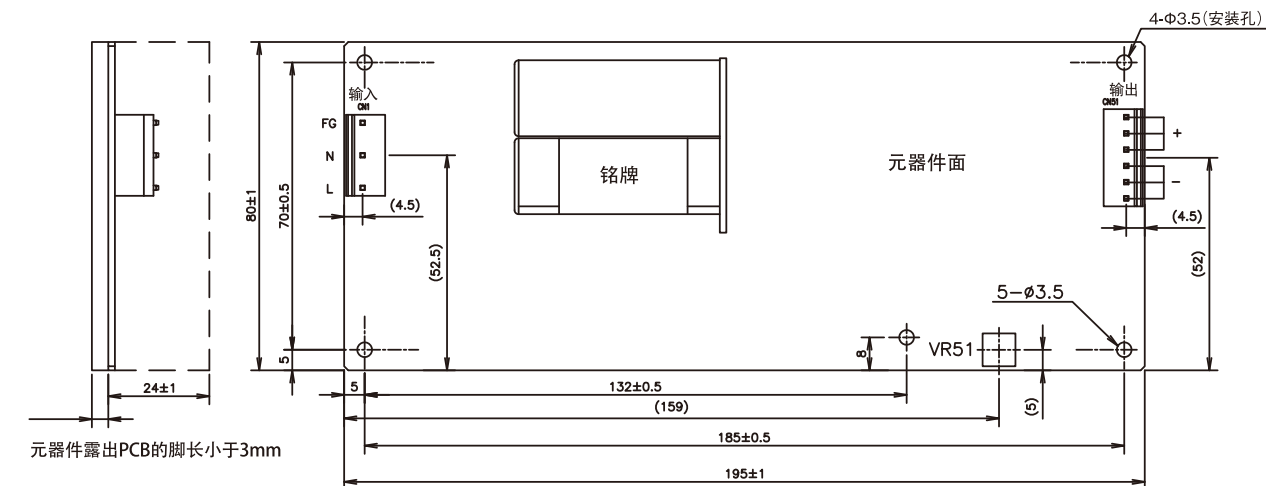 4-Φ3.5(安装孔)
输入
CN1
输出
CN51
FG
N
L
+
-
铭牌
元器件面
80±1
70±0.5
(4.5)
(4.5)
(52.5)
(52)
5-ø3.5
VR51
8
5
5
(5)
24±1
132±0.5
(159)
185±0.5
195±1
元器件露出PCB的脚长小于3mm